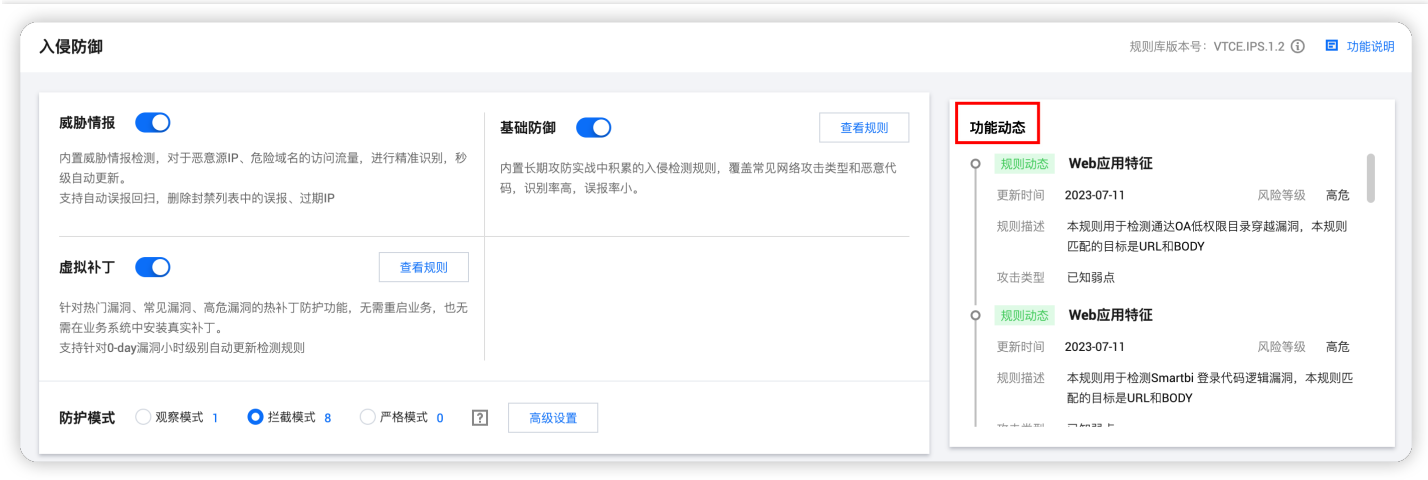 入侵防御
规则库版本号：VTCE.IPS.1.2
功能说明
威胁情报
内置威胁情报检测，对于恶意源IP、危险域名的访问流量，进行精准识别，秒
级自动更新。
支持自动误报回扫，删除封禁列表中的误报、过期IP
基础防御
查看规则
内置长期攻防实战中积累的入侵检测规则，覆盖常见网络攻击类型和恶意代
码，识别率高，误报率小。
虚拟补丁
查看规则
针对热门漏洞、常见漏洞、高危漏洞的热补丁防护功能，无需重启业务，也无
需在业务系统中安装真实补丁。
支持针对0-day漏洞小时级别自动更新检测规则
防护模式 观察模式 1 拦截模式 8 严格模式 0 ? 高级设置
功能动态
规则动态 Web应用特征
更新时间 2023-07-11 风险等级 高危
规则描述 本规则用于检测通达OA低权限目录穿越漏洞，本规则
匹配的目标是URL和BODY
攻击类型 已知弱点
规则动态 Web应用特征
更新时间 2023-07-11 风险等级 高危
规则描述 本规则用于检测Smartbi 登录代码逻辑漏洞，本规则匹
配的目标是URL和BODY